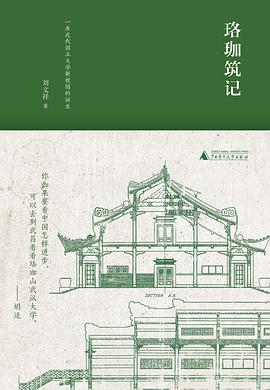 珞珈筑记
一座近代国立大学新校园的诞生
刘文祥 著
广西师范大学出版社
你如果要看中国怎样进步，
可以去到武昌看看珞珈山武汉大学。
——胡适
SECTION A.A.